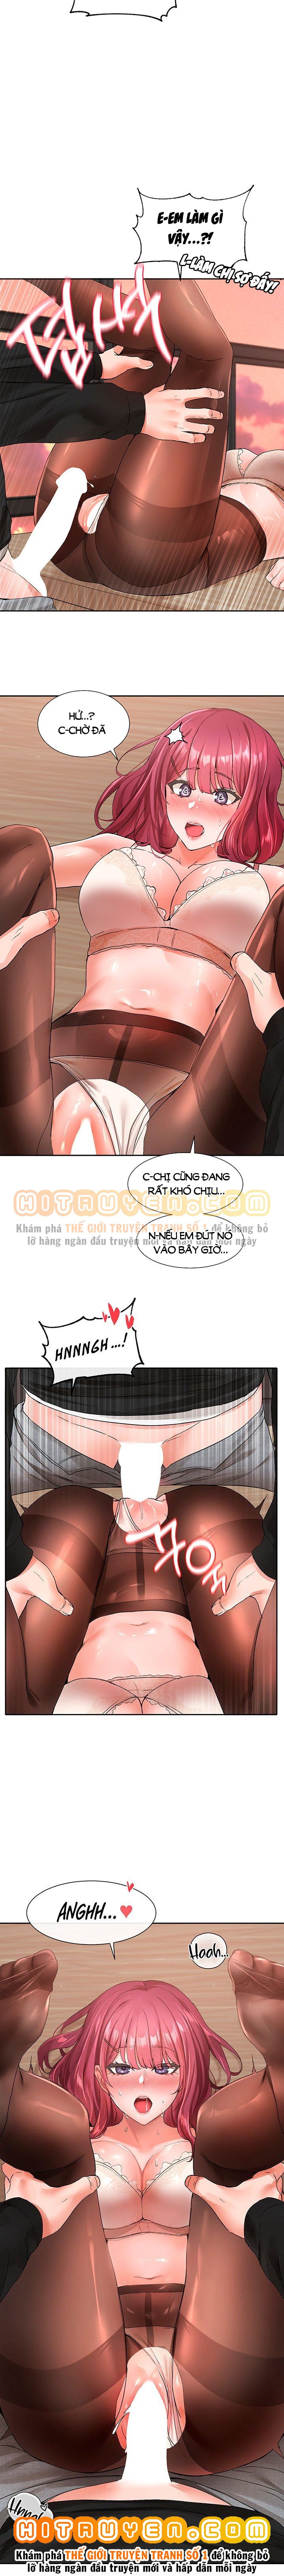 E-EM LÀM GÌ
VẬY...?!
L-LÀM CHỊ SỢ ĐẤY!
HỬ...?
C-CHỜ ĐÃ
C-CHỊ CŨNG ĐANG
RẤT KHÓ CHỊU...
HITRUYEN.COM
Khám phá THẾ GIỚI TRUYỆN TRANH SỐ 1 để không bỏ
lỡ hàng ngàn đầu truyện mới và hấp dẫn mỗi ngày
N-NẾU EM ĐÚT NÓ
VÀO BÂY GIỜ...
HNNNGH....!
ANGHH...
Hooh...
HITRUYEN.COM
Khám phá THẾ GIỚI TRUYỆN TRANH SỐ 1 để không bỏ
lỡ hàng ngàn đầu truyện mới và hấp dẫn mỗi ngày